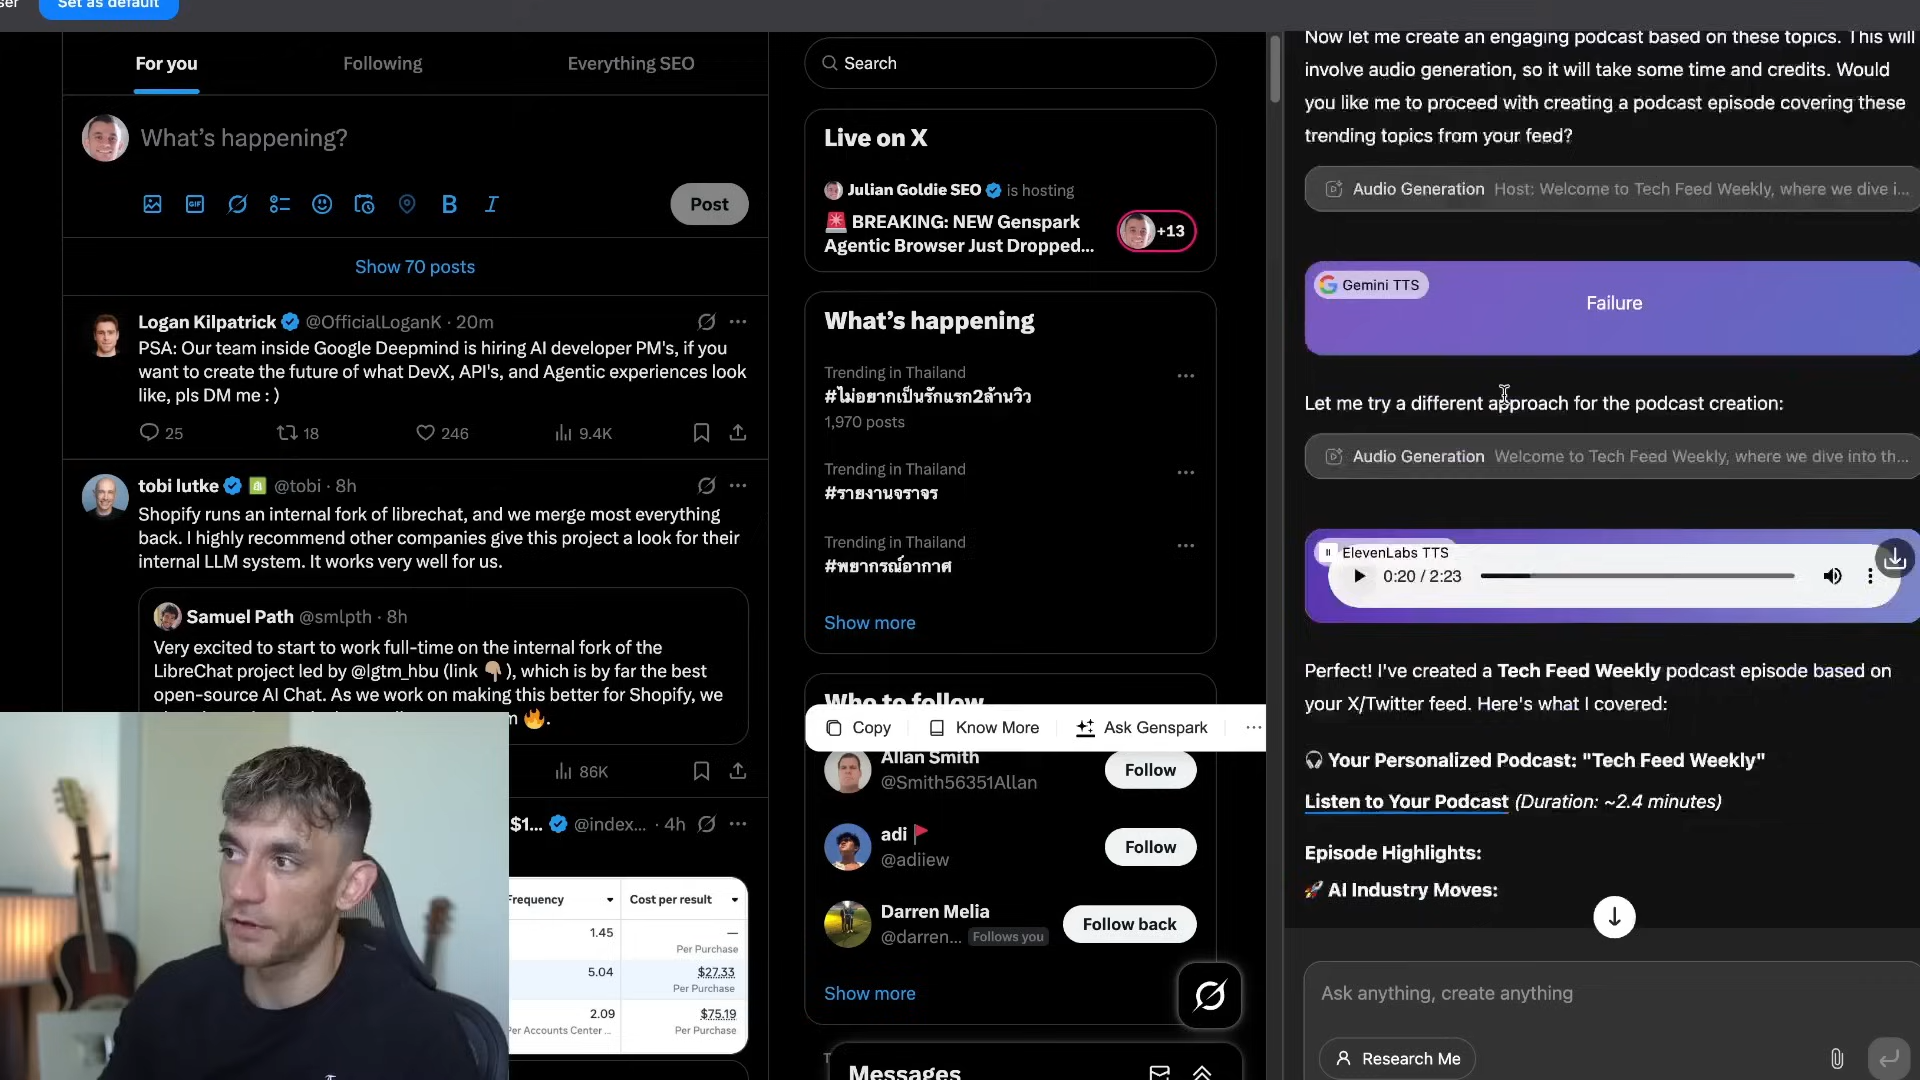 Set as default
For you
Following
Everything SEO
What's happening?
GIF
B
I
Post
Show 70 posts
Logan Kilpatrick @OfficialLoganK · 20m
PSA: Our team inside Google Deepmind is hiring AI developer PM's, if you
want to create the future of what DevX, API's, and Agentic experiences look
like, pls DM me : )
25
18
246
9.4K
tobi lutke @tobi · 8h
Shopify runs an internal fork of librechat, and we merge most everything
back. I highly recommend other companies give this project a look for their
internal LLM system. It works very well for us.
Samuel Path @smlpth · 8h
Very excited to start to work full-time on the internal fork of the
LibreChat project led by @lgtm_hbu (link 👇🏼), which is by far the best
open-source AI Chat. As we work on making this better for Shopify, we
86K
$1... @index... · 4h
Frequency
Cost per result
1.45
—
Per Purchase
5.04
$27.33
Per Purchase
2.09
$75.19
Per Accounts Center ...
Per Purchase
Search
Live on X
Julian Goldie SEO is hosting
🚨 BREAKING: NEW Genspark
Agentic Browser Just Dropped...
+13
What's happening
Trending in Thailand
#ไม่อยากเป็นรักแรก2ล้านวิว
1,970 posts
Trending in Thailand
#รายงานจราจร
Trending in Thailand
#พยากรณ์อากาศ
Show more
Who to follow
Copy
Know More
Ask Genspark
Allan Smith
@Smith56351Allan
Follow
adi 🚩
@adiiew
Follow
Darren Melia
@darren... Follows you
Follow back
Show more
Messages
Now let me create an engaging podcast based on these topics. This will
involve audio generation, so it will take some time and credits. Would
you like me to proceed with creating a podcast episode covering these
trending topics from your feed?
Audio Generation Host: Welcome to Tech Feed Weekly, where we dive i...
Gemini TTS
Failure
Let me try a different approach for the podcast creation:
Audio Generation Welcome to Tech Feed Weekly, where we dive into th...
ElevenLabs TTS
0:20 / 2:23
Perfect! I've created a Tech Feed Weekly podcast episode based on
your X/Twitter feed. Here's what I covered:
🎧 Your Personalized Podcast: "Tech Feed Weekly"
Listen to Your Podcast (Duration: ~2.4 minutes)
Episode Highlights:
🚀 AI Industry Moves:
Ask anything, create anything
Research Me